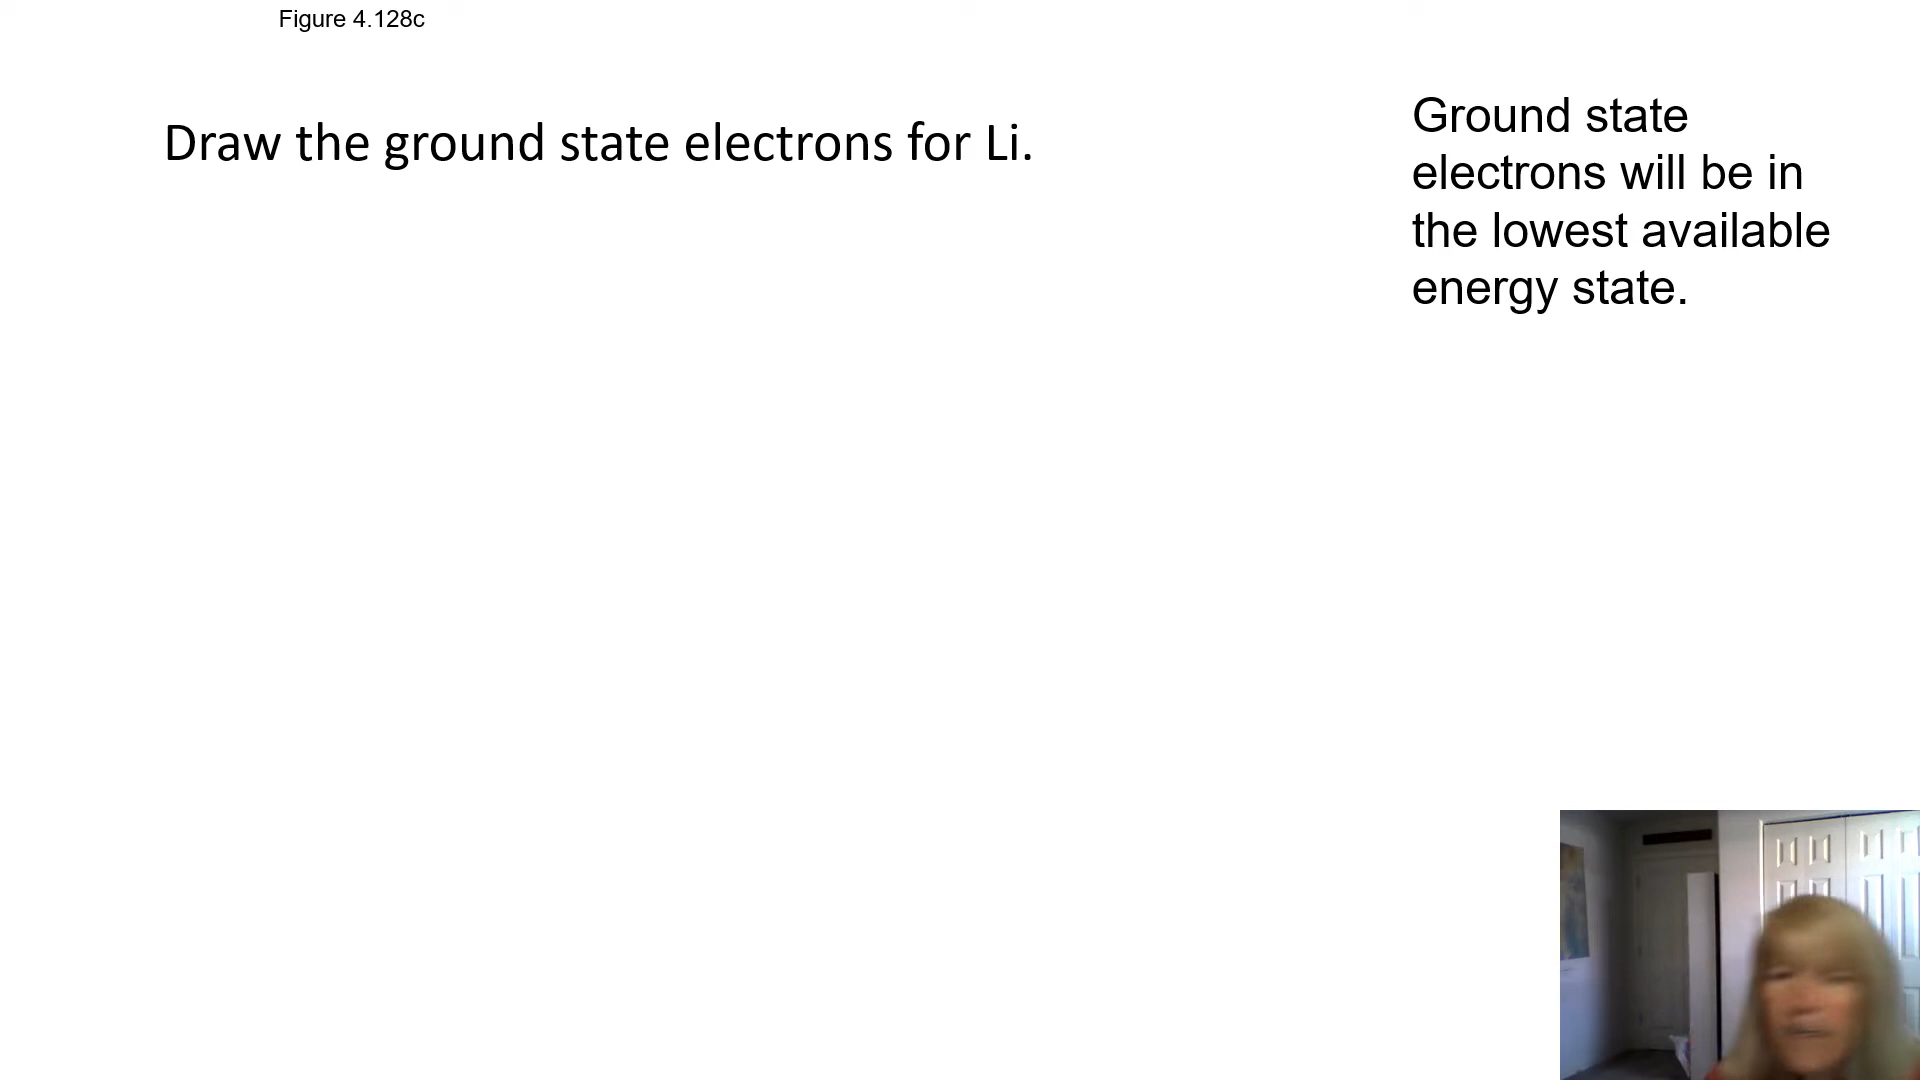 Figure 4.128c
Draw the ground state electrons for Li.
Ground state
electrons will be in
the lowest available
energy state.